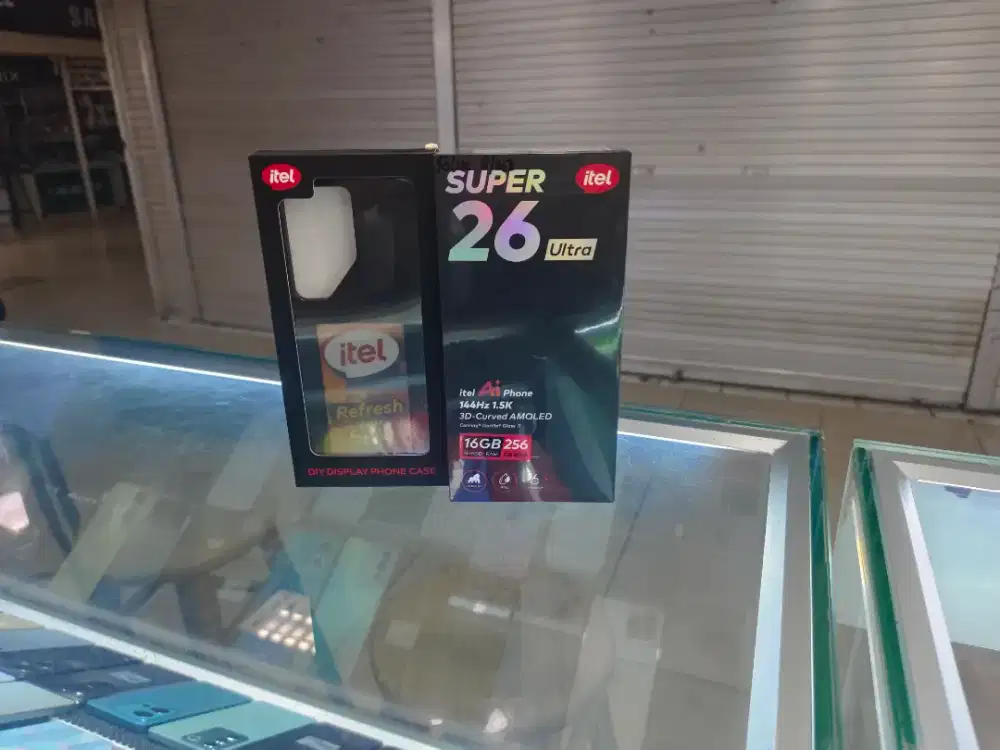 itel
itel
Refresh
DIY DISPLAY PHONE CASE
itel
SUPER
26
Ultra
itel Ai Phone
144Hz 1.5K
3D-Curved AMOLED
16GB 256